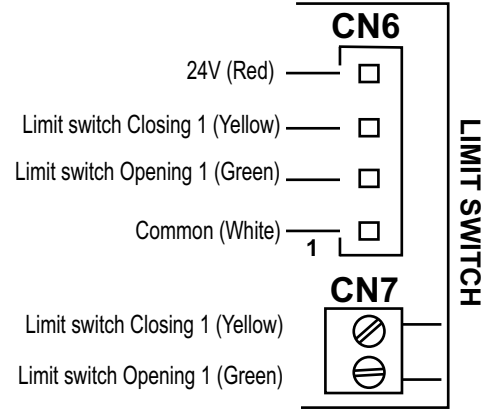 CN6
24V (Red)
Limit switch Closing 1 (Yellow)
Limit switch Opening 1 (Green)
Common (White)
1
LIMIT SWITCH
CN7
Limit switch Closing 1 (Yellow)
Limit switch Opening 1 (Green)